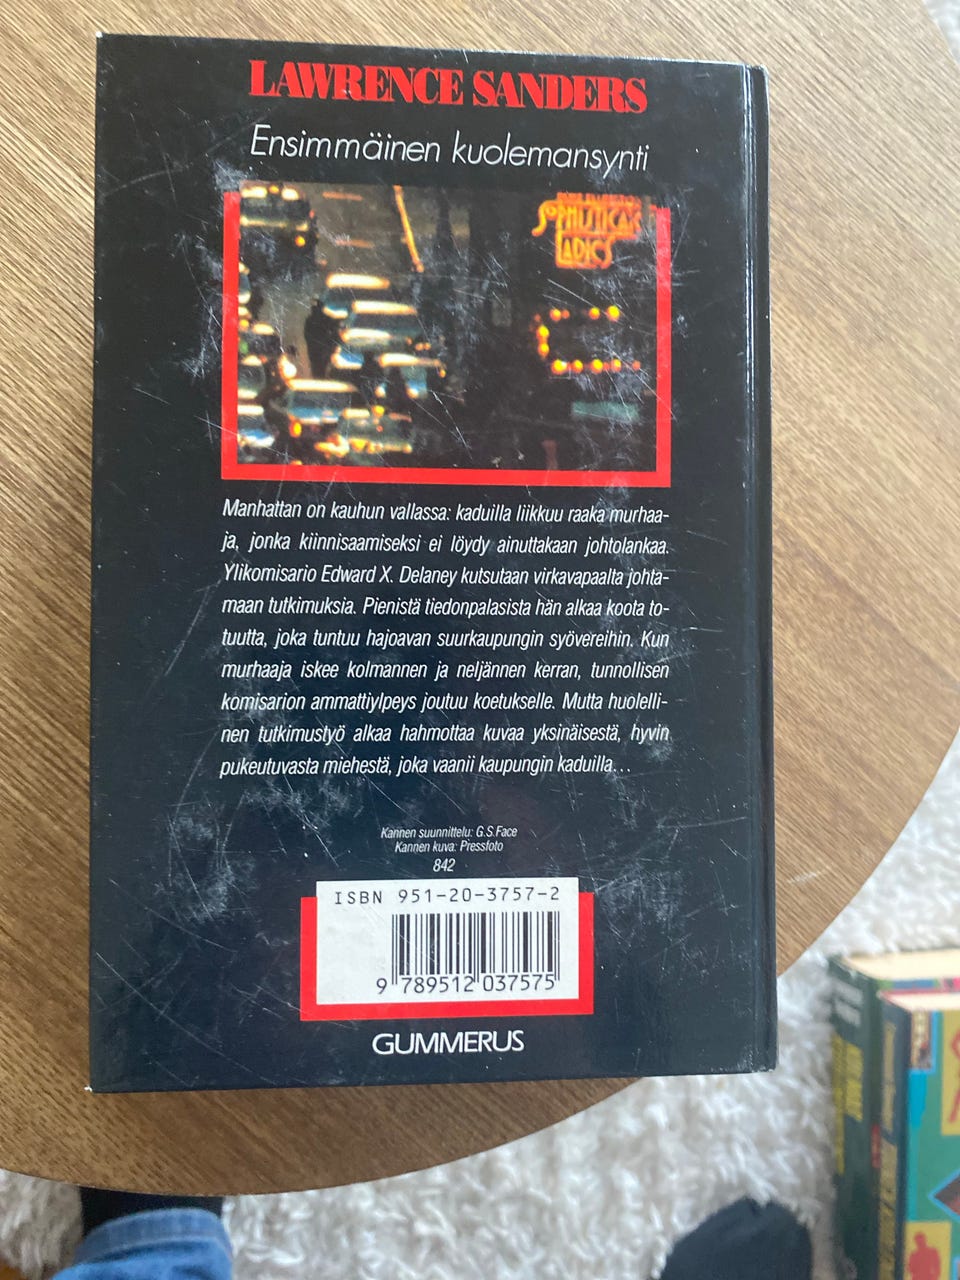 LAWRENCE SANDERS
Ensimmäinen kuolemansynti
SOPHISTICATED
LADIES
Manhattan on kauhun vallassa: kaduilla liikkuu raaka murhaa-
ja, jonka kiinnisaamiseksi ei löydy ainuttakaan johtolankaa.
Ylikomisario Edward X. Delaney kutsutaan virkavapaalta johta-
maan tutkimuksia. Pienistä tiedonpalasista hän alkaa koota to-
tuutta, joka tuntuu hajoavan suurkaupungin syövereihin. Kun
murhaaja iskee kolmannen ja neljännen kerran, tunnollisen
komisarion ammattiylpeys joutuu koetukselle. Mutta huolelli-
nen tutkimustyö alkaa hahmottaa kuvaa yksinäisestä, hyvin
pukeutuvasta miehestä, joka vaanii kaupungin kaduilla...
Kannen suunnittelu: G.S.Face
Kannen kuva: Pressfoto
842
ISBN 951-20-3757-2
9 789512 037575
GUMMERUS